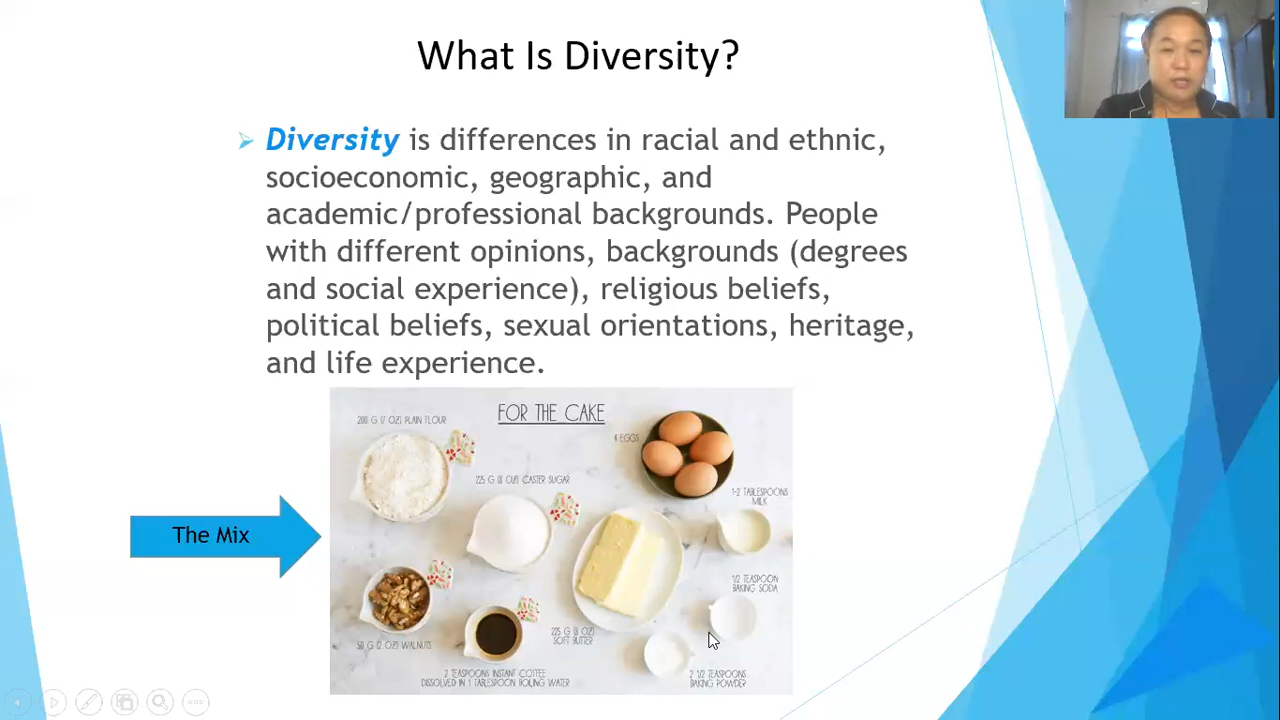 What Is Diversity?
Diversity is differences in racial and ethnic,
socioeconomic, geographic, and
academic/professional backgrounds. People
with different opinions, backgrounds (degrees
and social experience), religious beliefs,
political beliefs, sexual orientations, heritage,
and life experience.
The Mix
FOR THE CAKE
200 G (7 OZ) PLAIN FLOUR
4 EGGS
225 G (8 OZ) CASTER SUGAR
1-2 TABLESPOONS
MILK
1/2 TEASPOON
BAKING SODA
225 G (8 OZ)
SOFT BUTTER
50 G (2 OZ) WALNUTS
2 TEASPOONS INSTANT COFFEE
DISSOLVED IN 1 TABLESPOON BOILING WATER
2 1/2 TEASPOONS
BAKING POWDER